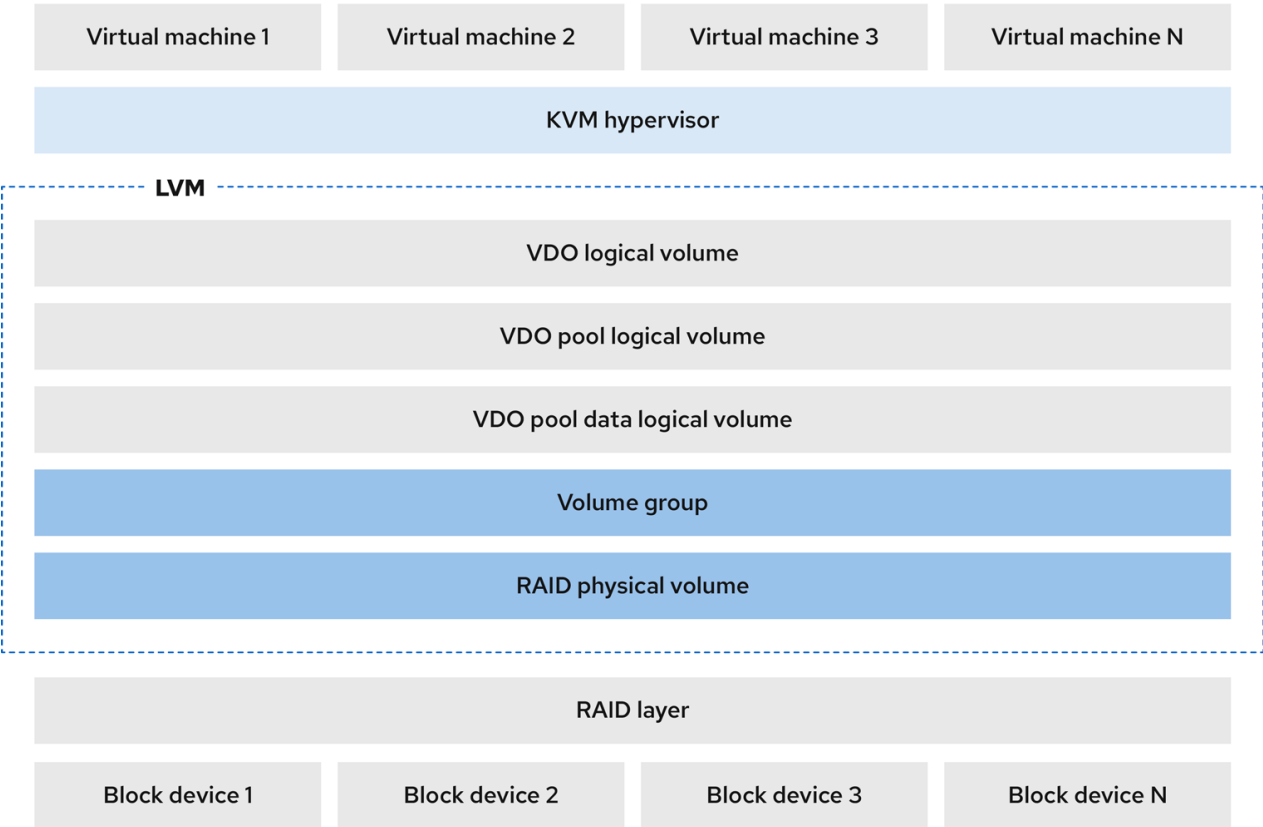 Virtual machine 1
Virtual machine 2
Virtual machine 3
Virtual machine N
KVM hypervisor
LVM
VDO logical volume
VDO pool logical volume
VDO pool data logical volume
Volume group
RAID physical volume
RAID layer
Block device 1
Block device 2
Block device 3
Block device N